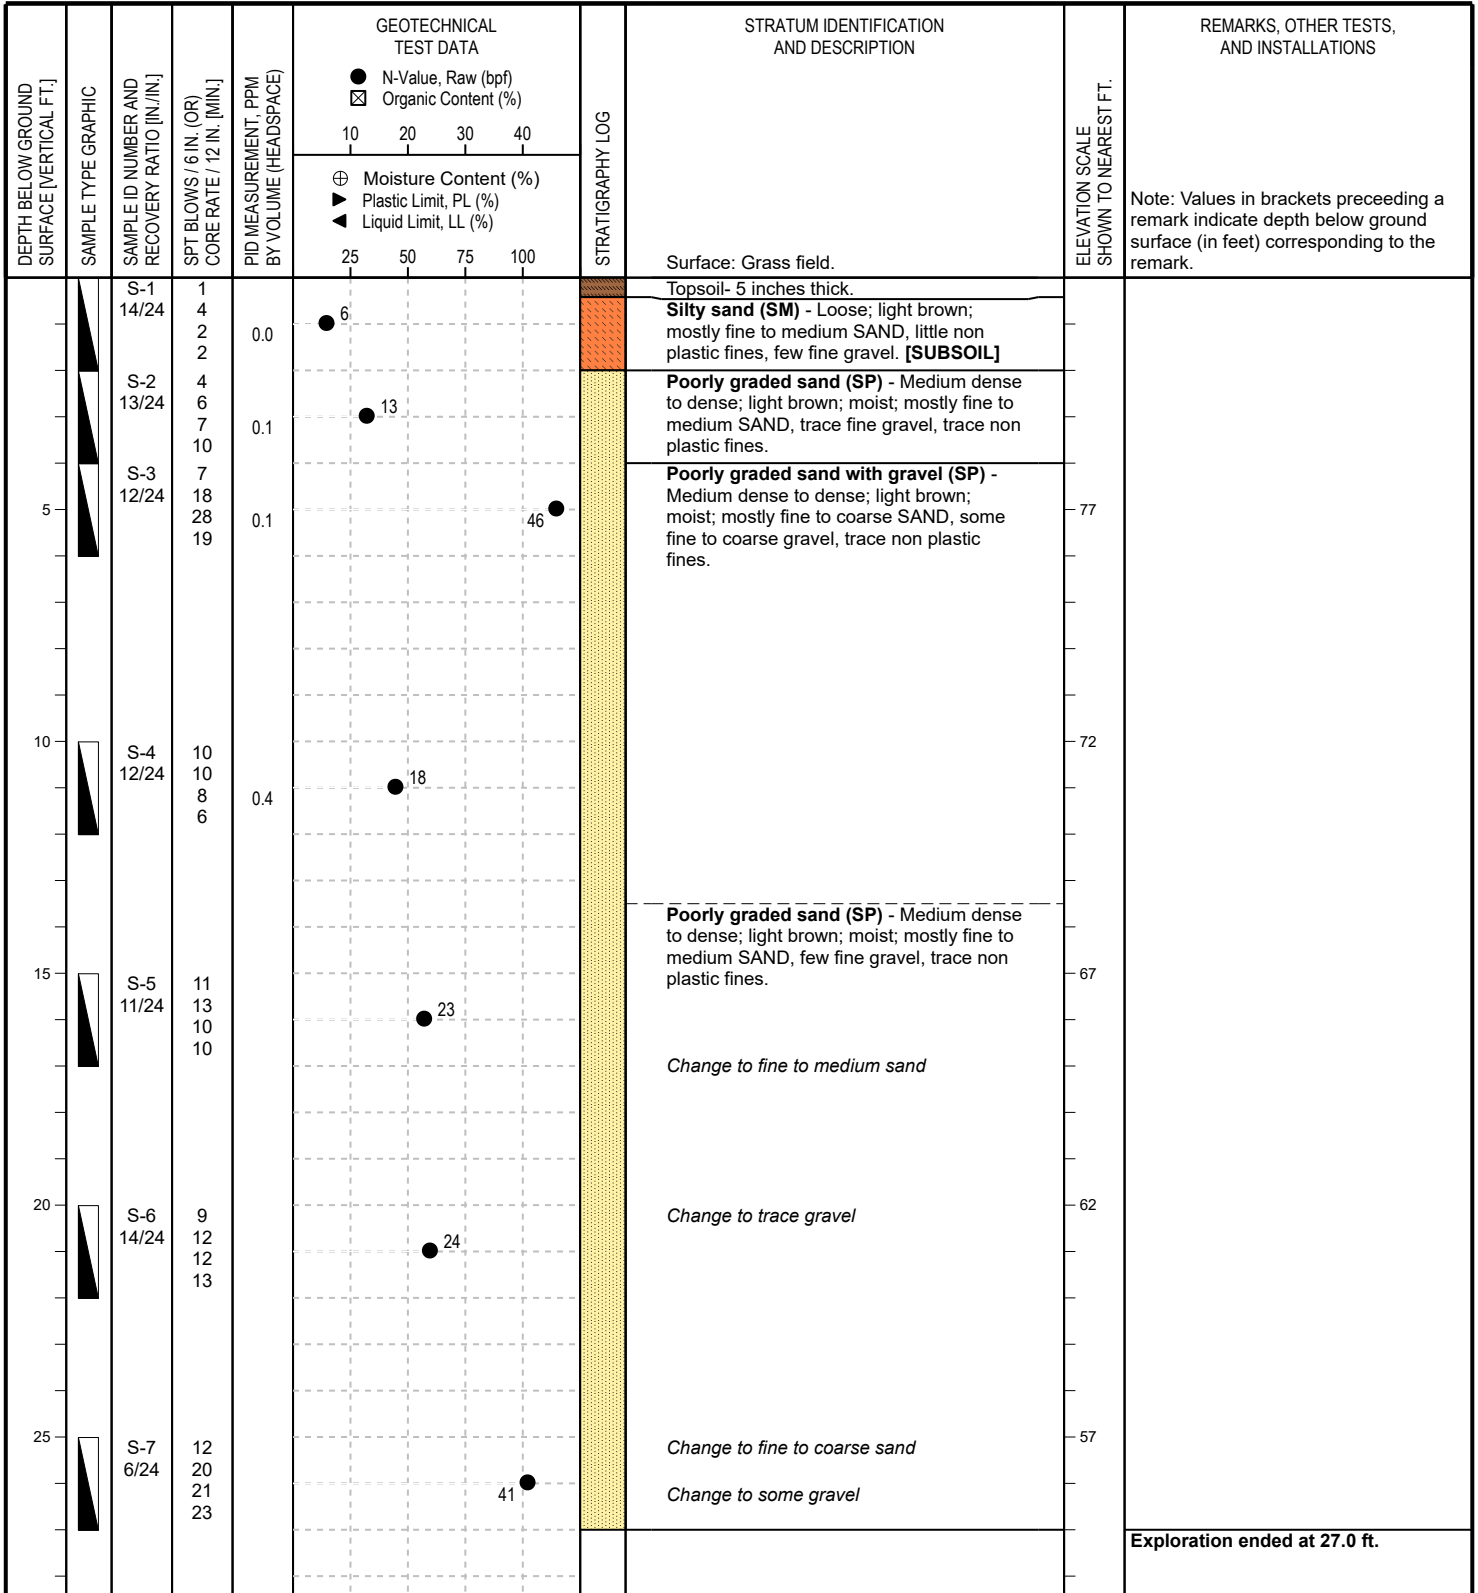 GEOTECHNICAL
TEST DATA
N-Value, Raw (bpf)
Organic Content (%)
10 20 30 40
Moisture Content (%)
Plastic Limit, PL (%)
Liquid Limit, LL (%)
25 50 75 100
DEPTH BELOW GROUND
SURFACE [VERTICAL FT.]
SAMPLE TYPE GRAPHIC
SAMPLE ID NUMBER AND
RECOVERY RATIO [IN./IN.]
SPT BLOWS / 6 IN. (OR)
CORE RATE / 12 IN. [MIN.]
PID MEASUREMENT, PPM
BY VOLUME (HEADSPACE)
STRATIGRAPHY LOG
STRATUM IDENTIFICATION
AND DESCRIPTION
Surface: Grass field.
ELEVATION SCALE
SHOWN TO NEAREST FT.
REMARKS, OTHER TESTS,
AND INSTALLATIONS
Note: Values in brackets preceeding a
remark indicate depth below ground
surface (in feet) corresponding to the
remark.
S-1
14/24
1
4
2
2
0.0
6
Topsoil- 5 inches thick.
Silty sand (SM) - Loose; light brown;
mostly fine to medium SAND, little non
plastic fines, few fine gravel. [SUBSOIL]
S-2
13/24
4
6
7
10
0.1
13
Poorly graded sand (SP) - Medium dense
to dense; light brown; moist; mostly fine to
medium SAND, trace fine gravel, trace non
plastic fines.
5
S-3
12/24
7
18
28
19
0.1
46
Poorly graded sand with gravel (SP) -
Medium dense to dense; light brown;
moist; mostly fine to coarse SAND, some
fine to coarse gravel, trace non plastic
fines.
77
10
S-4
12/24
10
10
8
6
0.4
18
72
Poorly graded sand (SP) - Medium dense
to dense; light brown; moist; mostly fine to
medium SAND, few fine gravel, trace non
plastic fines.
15
S-5
11/24
11
13
10
10
23
67
Change to fine to medium sand
20
S-6
14/24
9
12
12
13
24
Change to trace gravel
62
25
S-7
6/24
12
20
21
23
41
Change to fine to coarse sand
57
Change to some gravel
Exploration ended at 27.0 ft.